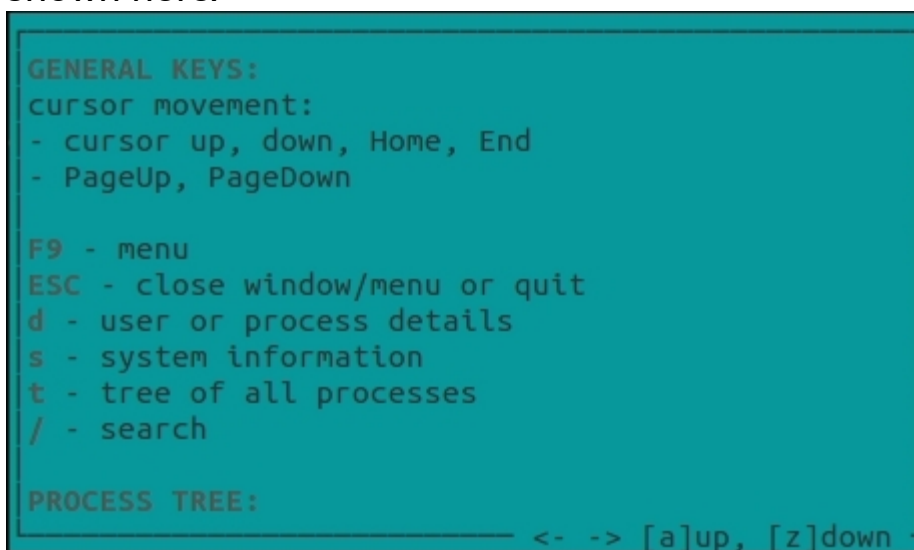 GENERAL KEYS:
cursor movement:
- cursor up, down, Home, End
- PageUp, PageDown
F9 - menu
ESC - close window/menu or quit
d - user or process details
s - system information
t - tree of all processes
/ - search
PROCESS TREE:
<- -> [a]up, [z]down